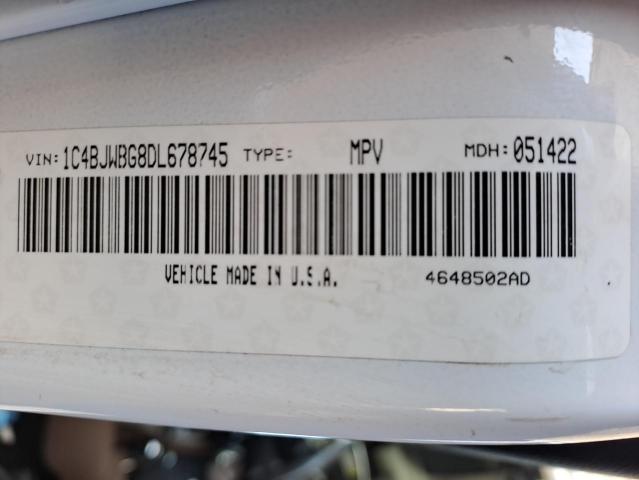 VIN: 1C4BJWBG8DL678745 TYPE: MPV MDH: 051422
VEHICLE MADE IN U.S.A. 4648502AD